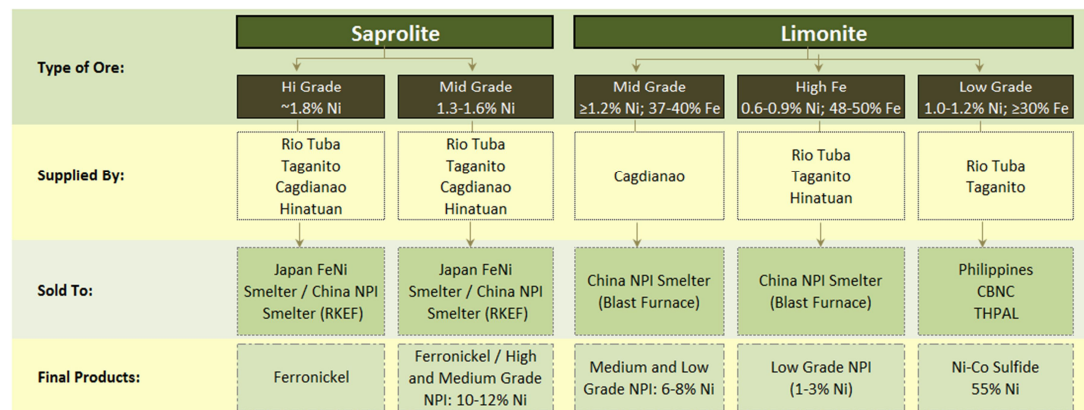 Saprolite
Limonite
Type of Ore:
Hi Grade
~1.8% Ni
Mid Grade
1.3-1.6% Ni
Mid Grade
≥1.2% Ni; 37-40% Fe
High Fe
0.6-0.9% Ni; 48-50% Fe
Low Grade
1.0-1.2% Ni; ≥30% Fe
Supplied By:
Rio Tuba
Taganito
Cagdianao
Hinatuan
Rio Tuba
Taganito
Cagdianao
Hinatuan
Cagdianao
Rio Tuba
Taganito
Hinatuan
Rio Tuba
Taganito
Sold To:
Japan FeNi
Smelter / China NPI
Smelter (RKEF)
Japan FeNi
Smelter / China NPI
Smelter (RKEF)
China NPI Smelter
(Blast Furnace)
China NPI Smelter
(Blast Furnace)
Philippines
CBNC
THPAL
Final Products:
Ferronickel
Ferronickel / High
and Medium Grade
NPI: 10-12% Ni
Medium and Low
Grade NPI: 6-8% Ni
Low Grade NPI
(1-3% Ni)
Ni-Co Sulfide
55% Ni